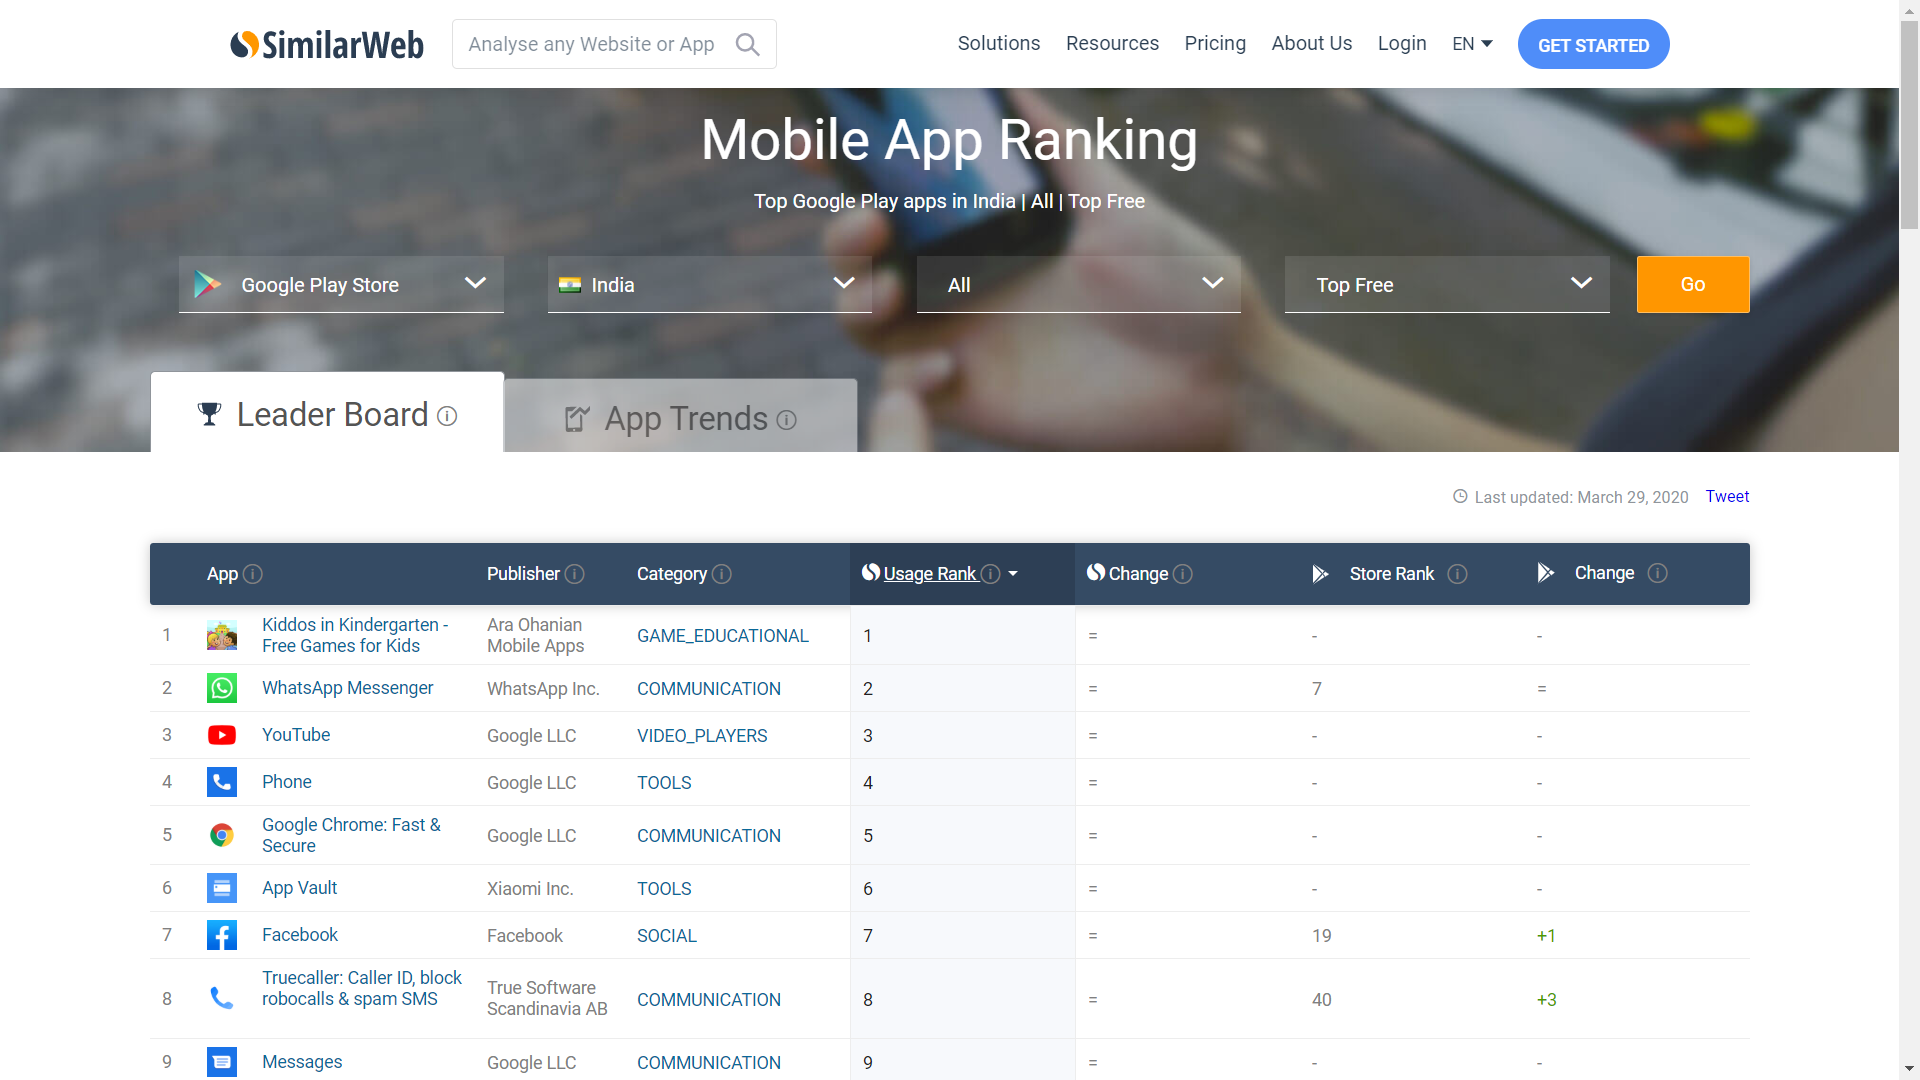 SimilarWeb
Analyse any Website or App
Solutions Resources Pricing About Us Login EN GET STARTED
Mobile App Ranking
Top Google Play apps in India | All | Top Free
Google Play Store India All Top Free Go
Leader Board App Trends
Last updated: March 29, 2020 Tweet
App Publisher Category Usage Rank Change Store Rank Change
1 Kiddos in Kindergarten - Ara Ohanian GAME_EDUCATIONAL 1 = - -
Free Games for Kids Mobile Apps
2 WhatsApp Messenger WhatsApp Inc. COMMUNICATION 2 = 7 =
3 YouTube Google LLC VIDEO_PLAYERS 3 = - -
4 Phone Google LLC TOOLS 4 = - -
5 Google Chrome: Fast & Google LLC COMMUNICATION 5 = - -
Secure
6 App Vault Xiaomi Inc. TOOLS 6 = - -
7 Facebook Facebook SOCIAL 7 = 19 +1
8 Truecaller: Caller ID, block True Software COMMUNICATION 8 = 40 +3
robocalls & spam SMS Scandinavia AB
9 Messages Google LLC COMMUNICATION 9 = - -